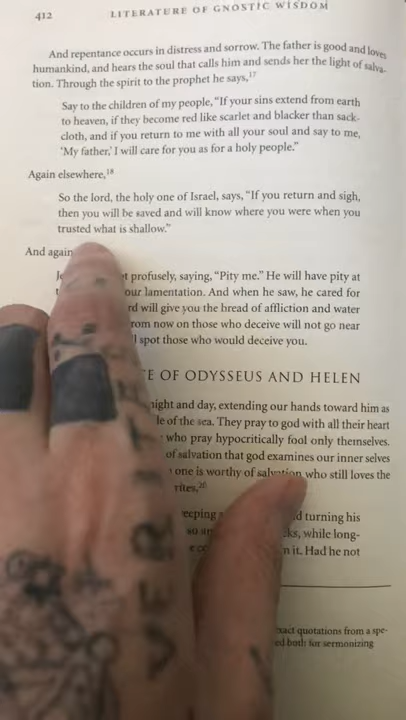 412
LITERATURE OF GNOSTIC WISDOM
And repentance occurs in distress and sorrow. The father is good and loves
humankind, and hears the soul that calls him and sends her the light of salva-
tion. Through the spirit to the prophet he says,17
Say to the children of my people, “If your sins extend from earth
to heaven, if they become red like scarlet and blacker than sack-
cloth, and if you return to me with all your soul and say to me,
‘My father,’ I will care for you as for a holy people.”
Again elsewhere,18
So the lord, the holy one of Israel, says, “If you return and sigh,
then you will be saved and will know where you were when you
trusted what is shallow.”
And again
profusely, saying, “Pity me.” He will have pity at
our lamentation. And when he saw, he cared for
will give you the bread of affliction and water
rom now on those who deceive will not go near
spot those who would deceive you.
OF ODYSSEUS AND HELEN
night and day, extending our hands toward him as
of the sea. They pray to god with all their heart
who pray hypocritically fool only themselves.
of salvation that god examines our inner selves
one is worthy of salvation who still loves the
20
turning his
while long-
it. Had he not
exact quotations from a spe-
both for sermonizing
VER